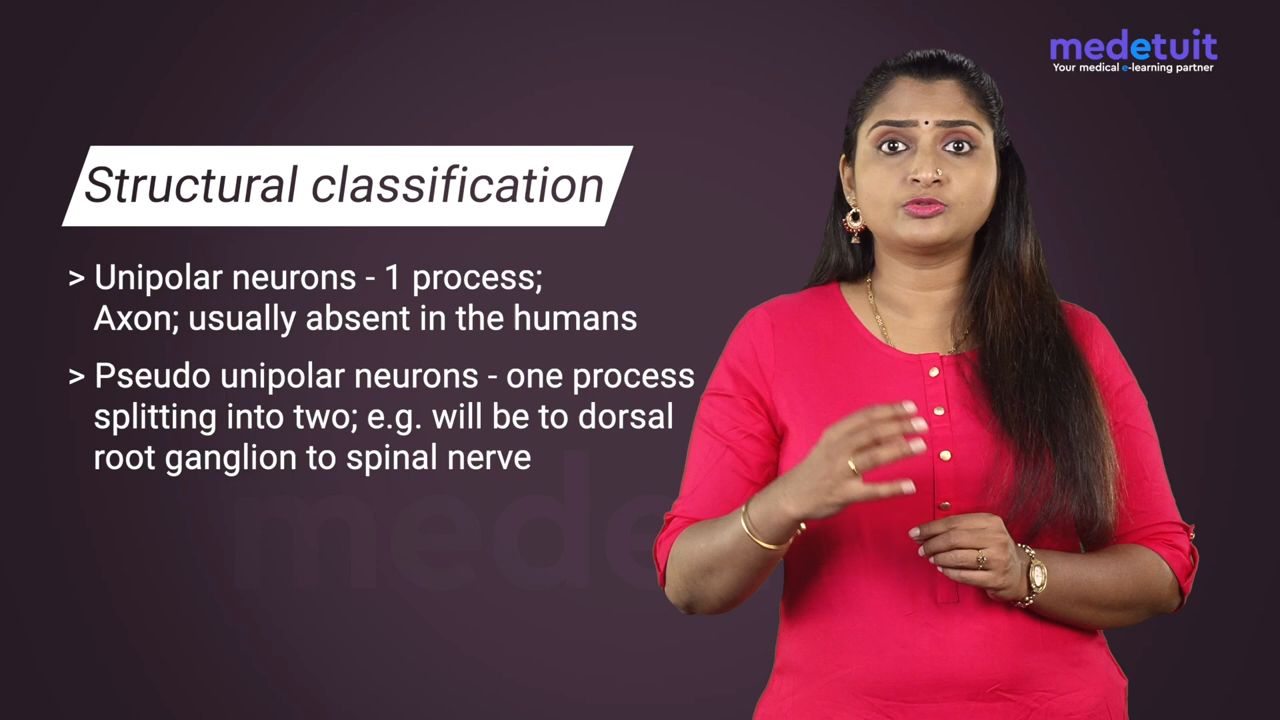 medetuit
Your medical e-learning partner
Structural classification
> Unipolar neurons - 1 process;
Axon; usually absent in the humans
> Pseudo unipolar neurons - one process
splitting into two; e.g. will be to dorsal
root ganglion to spinal nerve
mede